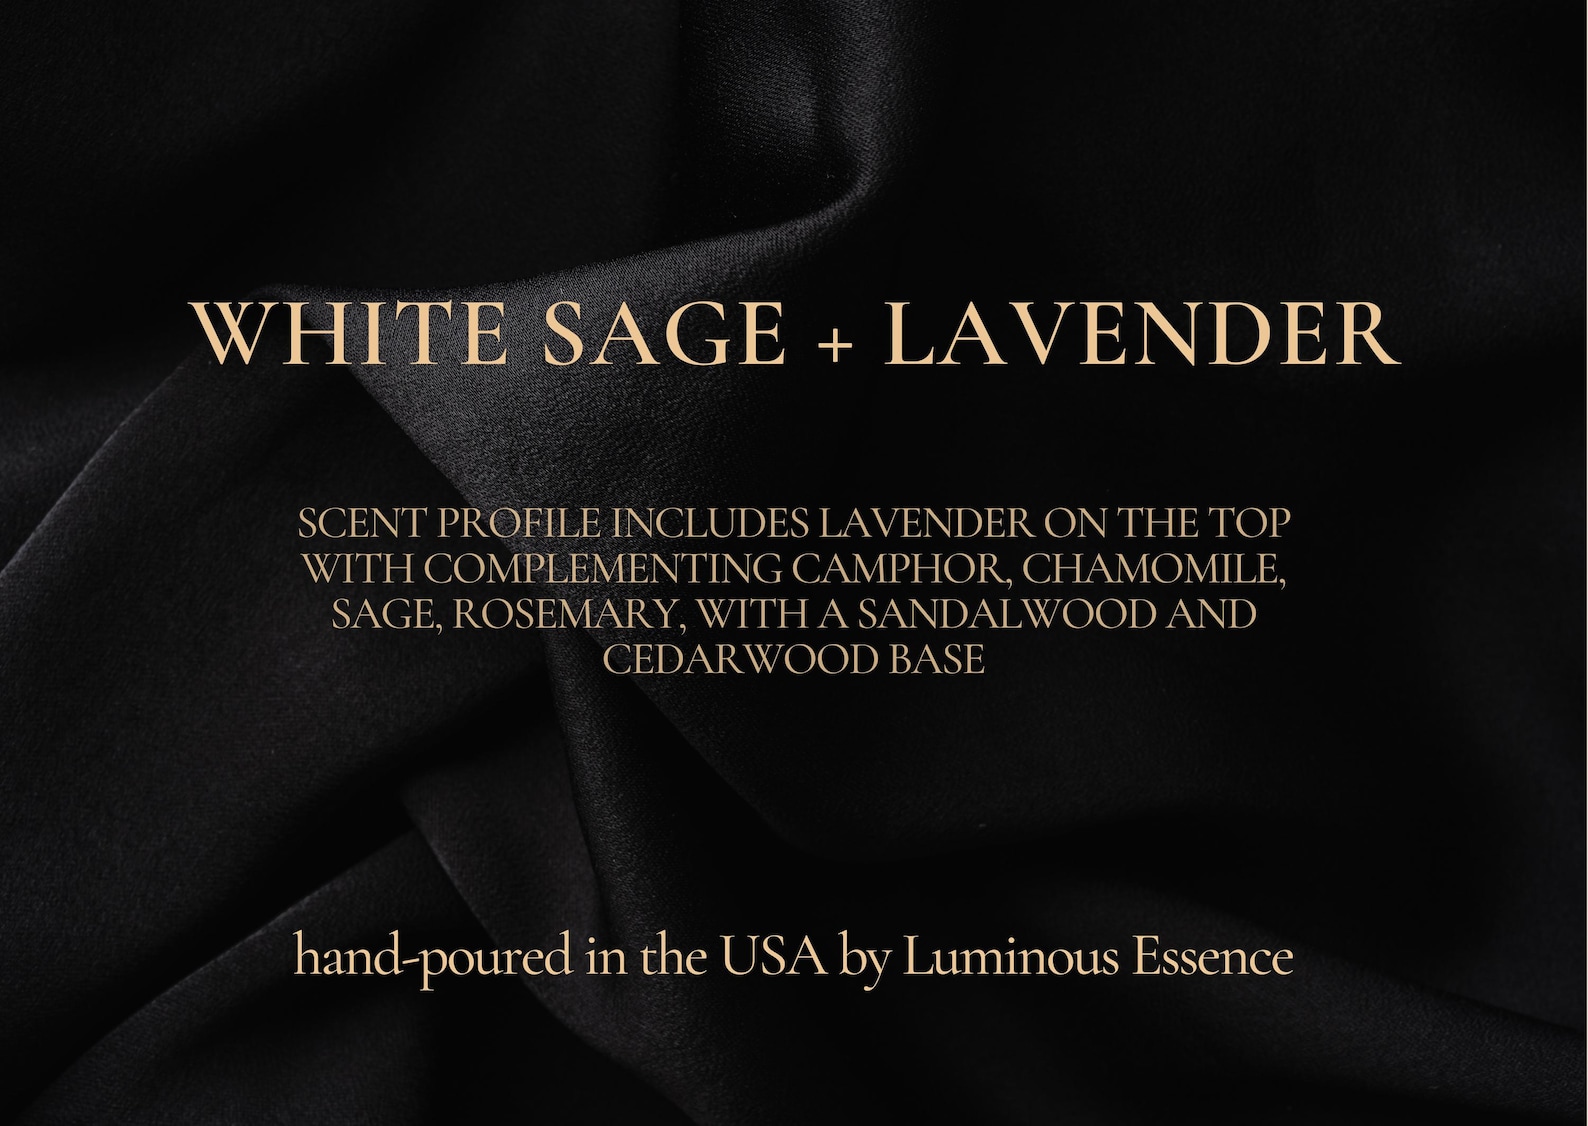 WHITE SAGE + LAVENDER
SCENT PROFILE INCLUDES LAVENDER ON THE TOP
WITH COMPLEMENTING CAMPHOR, CHAMOMILE,
SAGE, ROSEMARY, WITH A SANDALWOOD AND
CEDARWOOD BASE
hand-poured in the USA by Luminous Essence